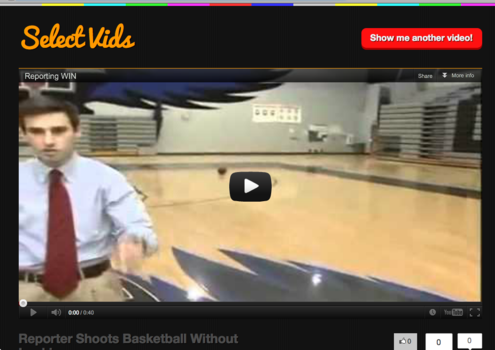 Select Vids
Show me another video!
Reporting WIN
Share
More info
0:00 / 0:40
YouTube
Reporter Shoots Basketball Without
0
0
0